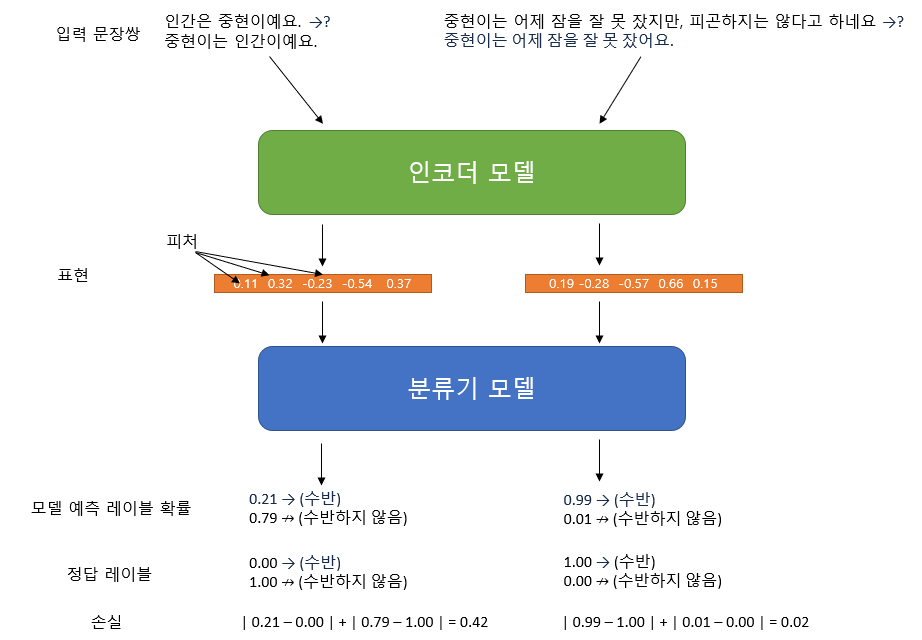 입력 문장쌍
인간은 중현이예요. →?
중현이는 인간이예요.
중현이는 어제 잠을 잘 못 잤지만, 피곤하지는 않다고 하네요 →?
중현이는 어제 잠을 잘 못 잤어요.
인코더 모델
피처
표현
0.11 0.32 -0.23 -0.54 0.37
0.19 -0.28 -0.57 0.66 0.15
분류기 모델
모델 예측 레이블 확률
0.21 → (수반)
0.79 ↛ (수반하지 않음)
0.99 → (수반)
0.01 ↛ (수반하지 않음)
정답 레이블
0.00 → (수반)
1.00 ↛ (수반하지 않음)
1.00 → (수반)
0.00 ↛ (수반하지 않음)
손실
| 0.21 – 0.00 | + | 0.79 – 1.00 | = 0.42
| 0.99 – 1.00 | + | 0.01 – 0.00 | = 0.02